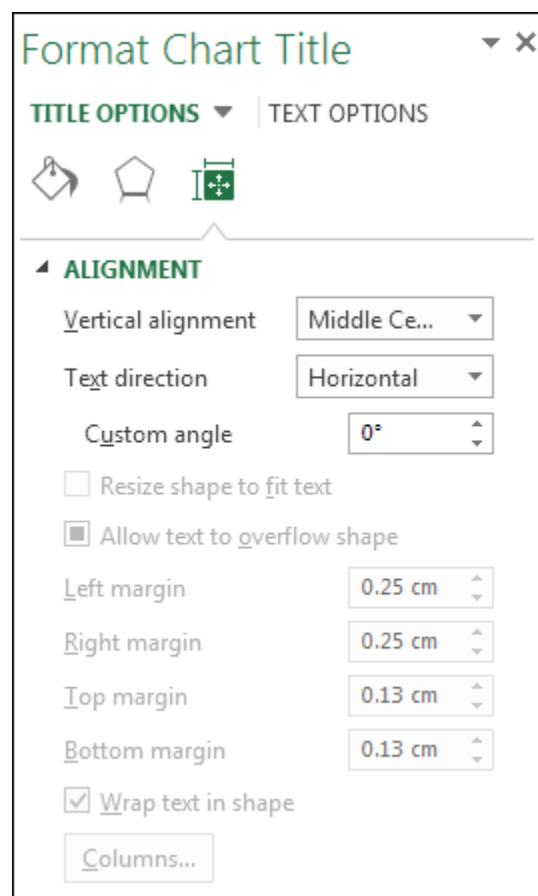 Format Chart Title
TITLE OPTIONS TEXT OPTIONS
ALIGNMENT
Vertical alignment Middle Ce...
Text direction Horizontal
Custom angle 0°
Resize shape to fit text
Allow text to overflow shape
Left margin 0.25 cm
Right margin 0.25 cm
Top margin 0.13 cm
Bottom margin 0.13 cm
Wrap text in shape
Columns...